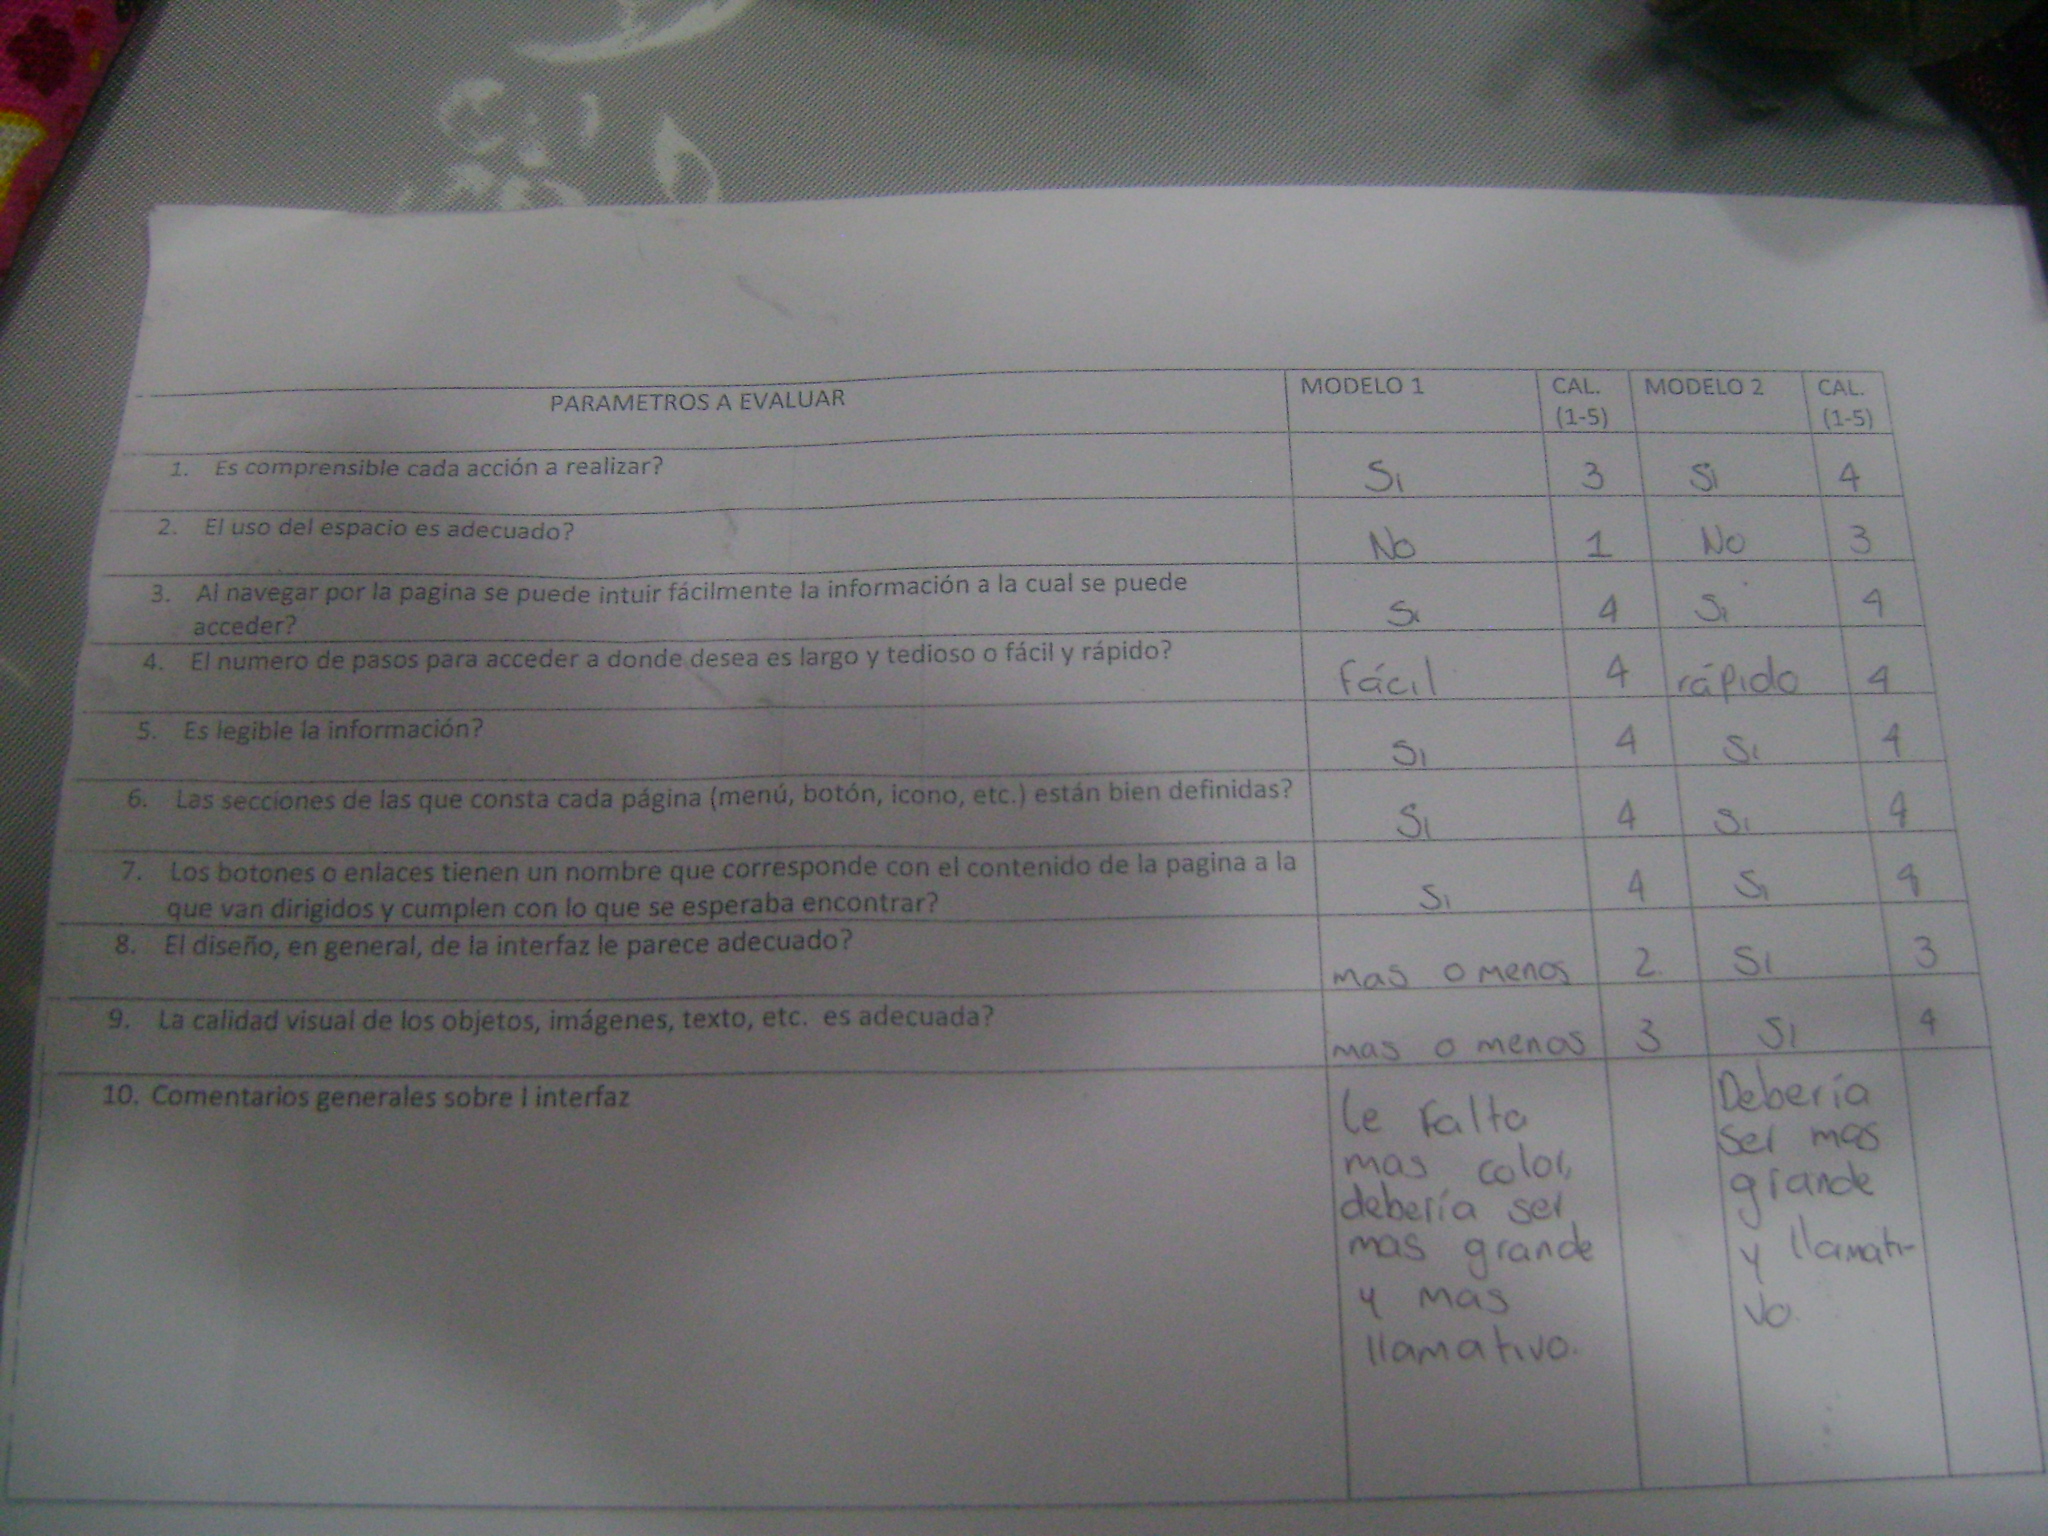 PARAMETROS A EVALUAR MODELO 1 CAL. (1-5) MODELO 2 CAL. (1-5)
1. Es comprensible cada acción a realizar? Si 3 Si 4
2. El uso del espacio es adecuado? No 1 No 3
3. Al navegar por la pagina se puede intuir fácilmente la información a la cual se puede
acceder? Si 4 Si 4
4. El numero de pasos para acceder a donde desea es largo y tedioso o fácil y rápido? fácil 4 rápido 4
5. Es legible la información? Si 4 Si 4
6. Las secciones de las que consta cada página (menú, botón, icono, etc.) están bien definidas? Si 4 Si 4
7. Los botones o enlaces tienen un nombre que corresponde con el contenido de la pagina a la
que van dirigidos y cumplen con lo que se esperaba encontrar? Si 4 Si 4
8. El diseño, en general, de la interfaz le parece adecuado? mas o menos 2 Si 3
9. La calidad visual de los objetos, imágenes, texto, etc. es adecuada? mas o menos 3 Si 4
10. Comentarios generales sobre l interfaz
le Falta
mas color,
debería ser
mas grande
y mas
llamativo.
Debería
ser mas
grande
y llamati-
vo.